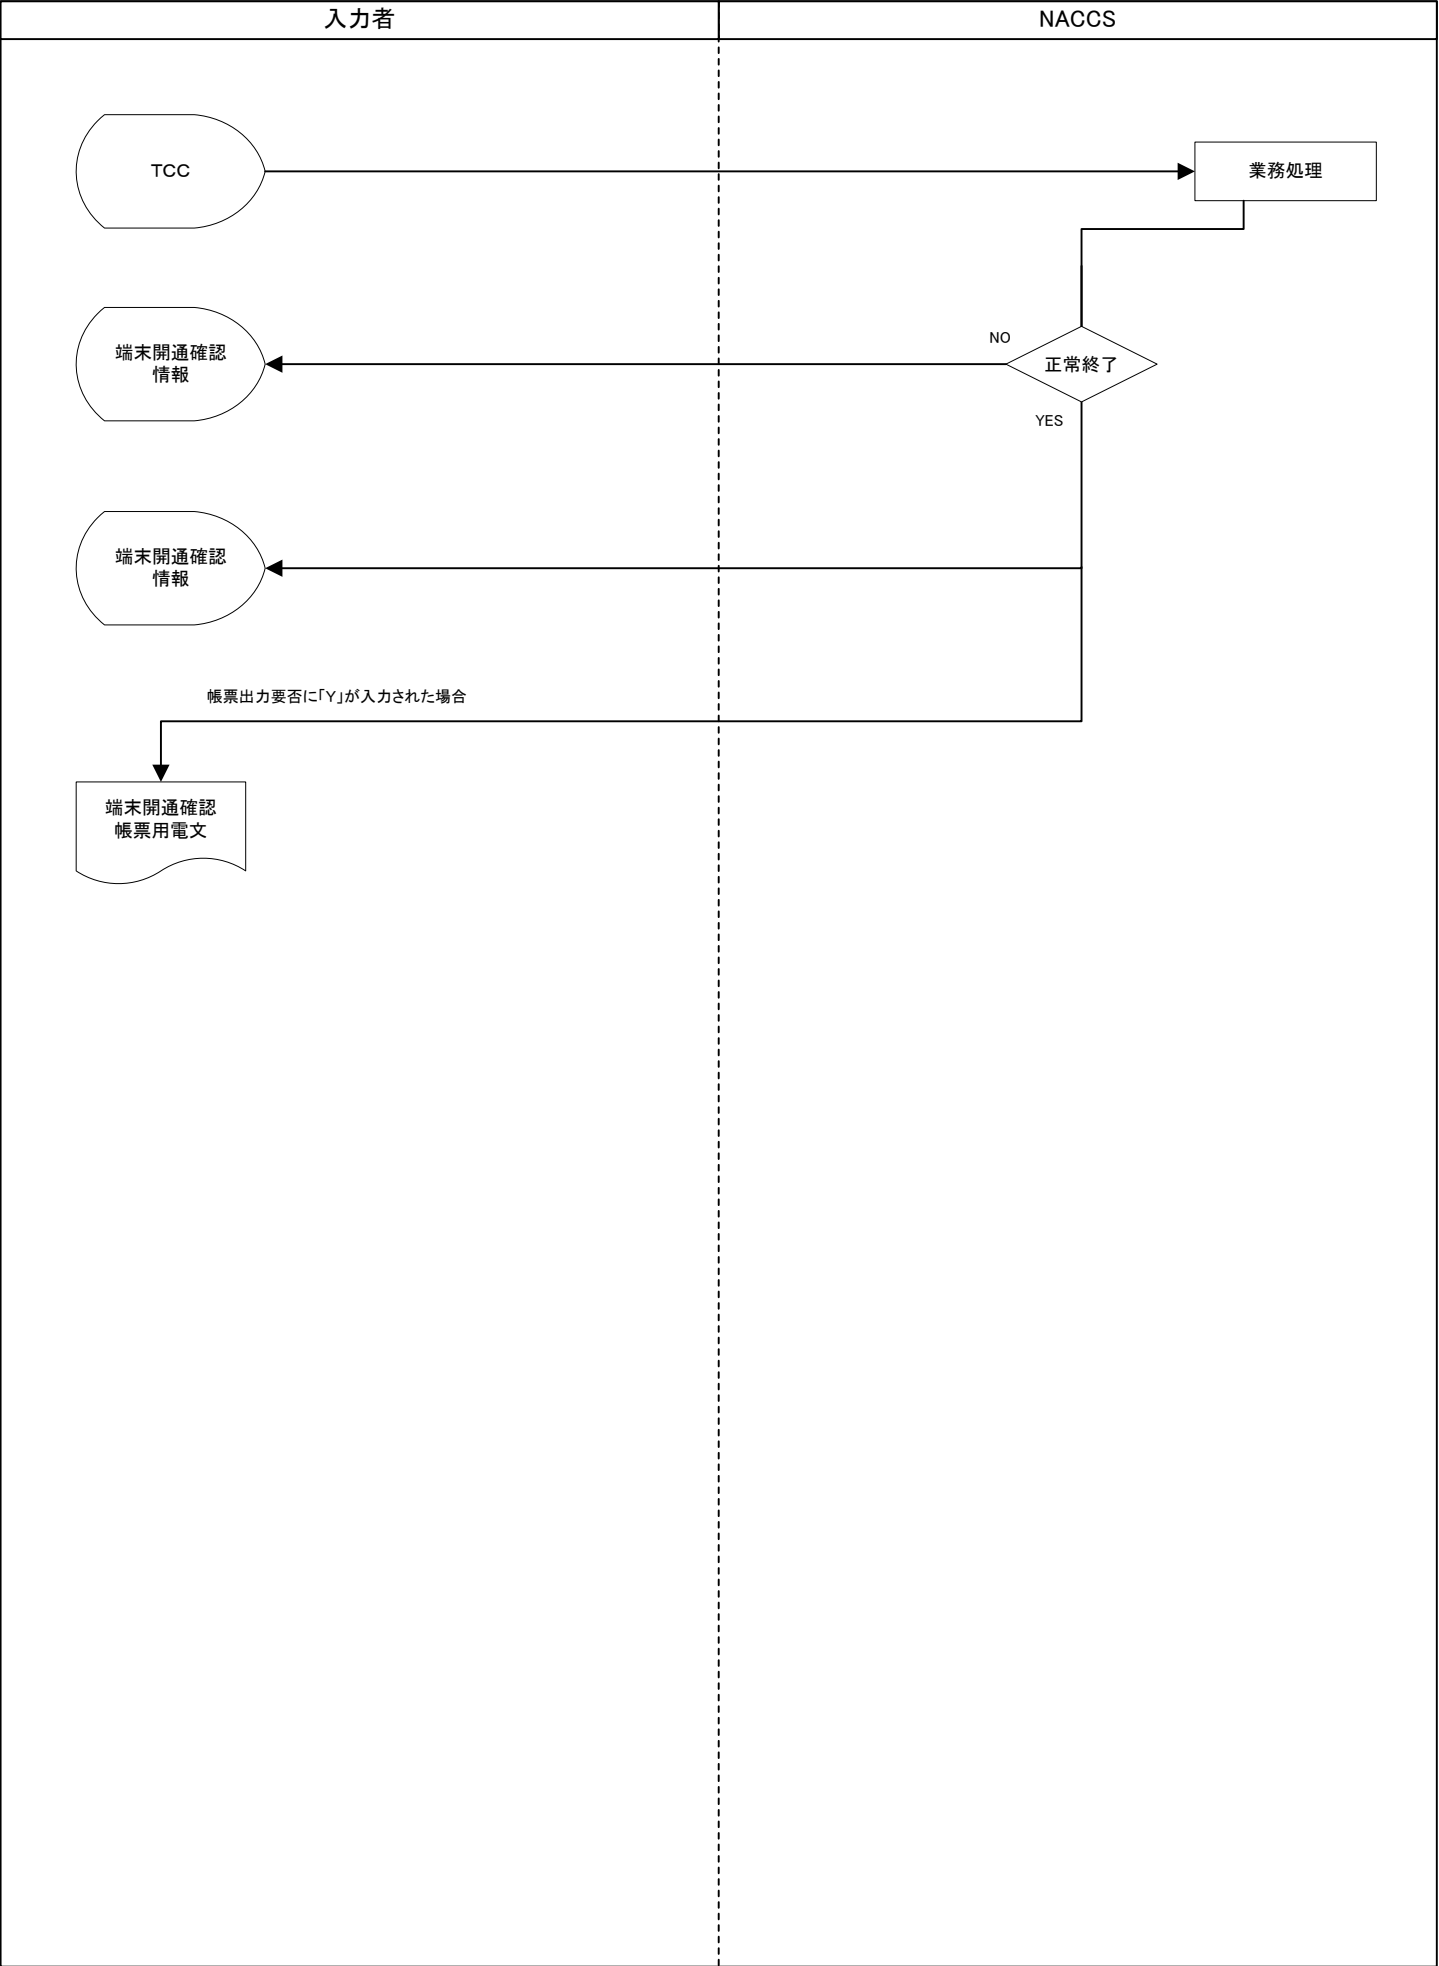 入力者
NACCS
TCC
業務処理
NO
端末開通確認
情報
正常終了
YES
端末開通確認
情報
帳票出力要否に「Y」が入力された場合
端末開通確認
帳票用電文